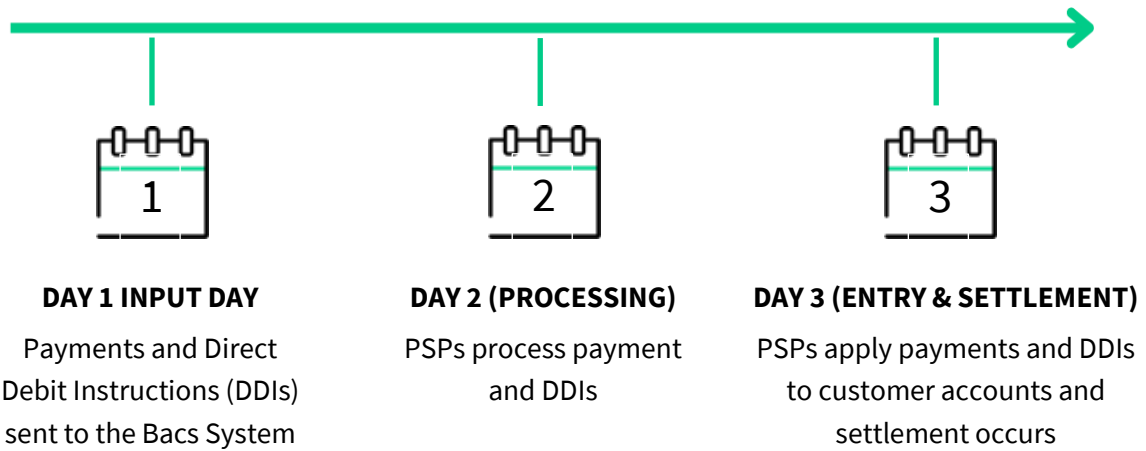 1
2
3
DAY 1 INPUT DAY
Payments and Direct
Debit Instructions (DDIs)
sent to the Bacs System
DAY 2 (PROCESSING)
PSPs process payment
and DDIs
DAY 3 (ENTRY & SETTLEMENT)
PSPs apply payments and DDIs
to customer accounts and
settlement occurs